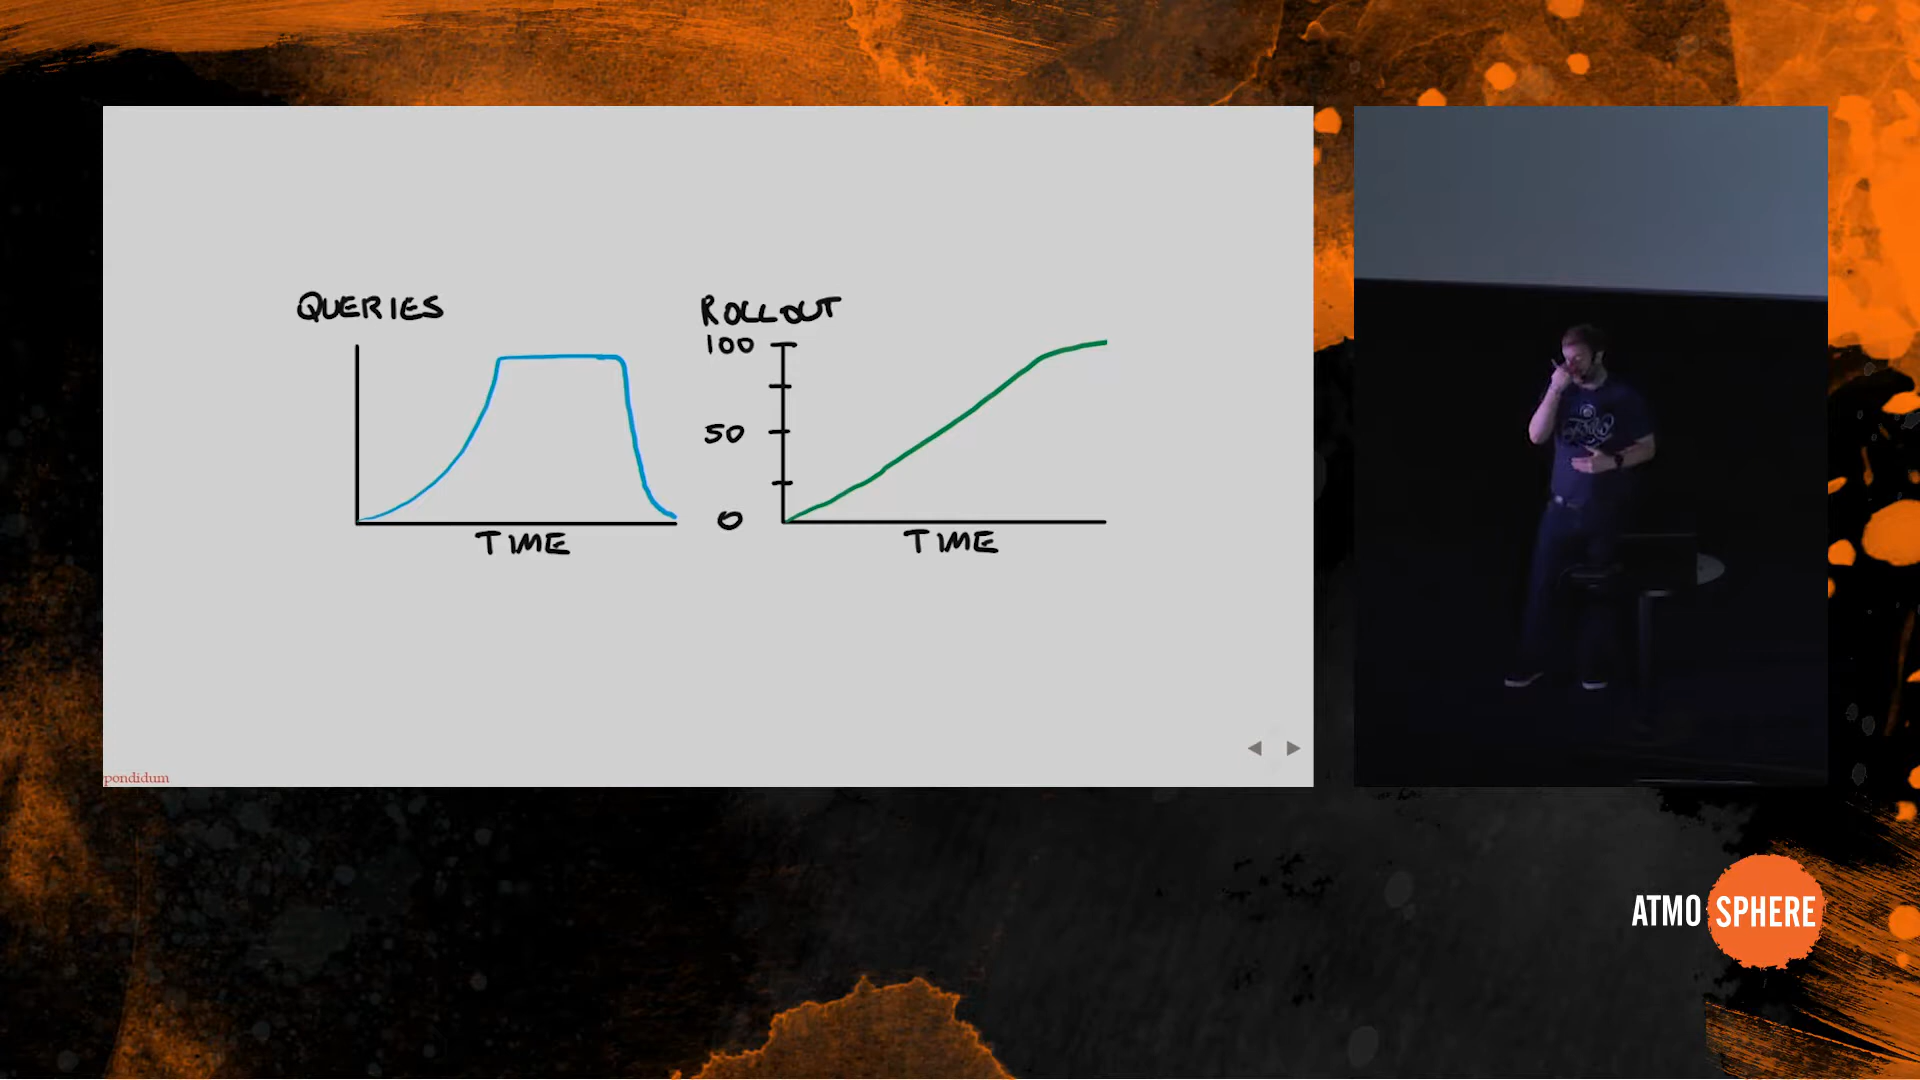 QUERIES
TIME
ROLLOUT
100
50
0
TIME
pondidum
ATMO SPHERE